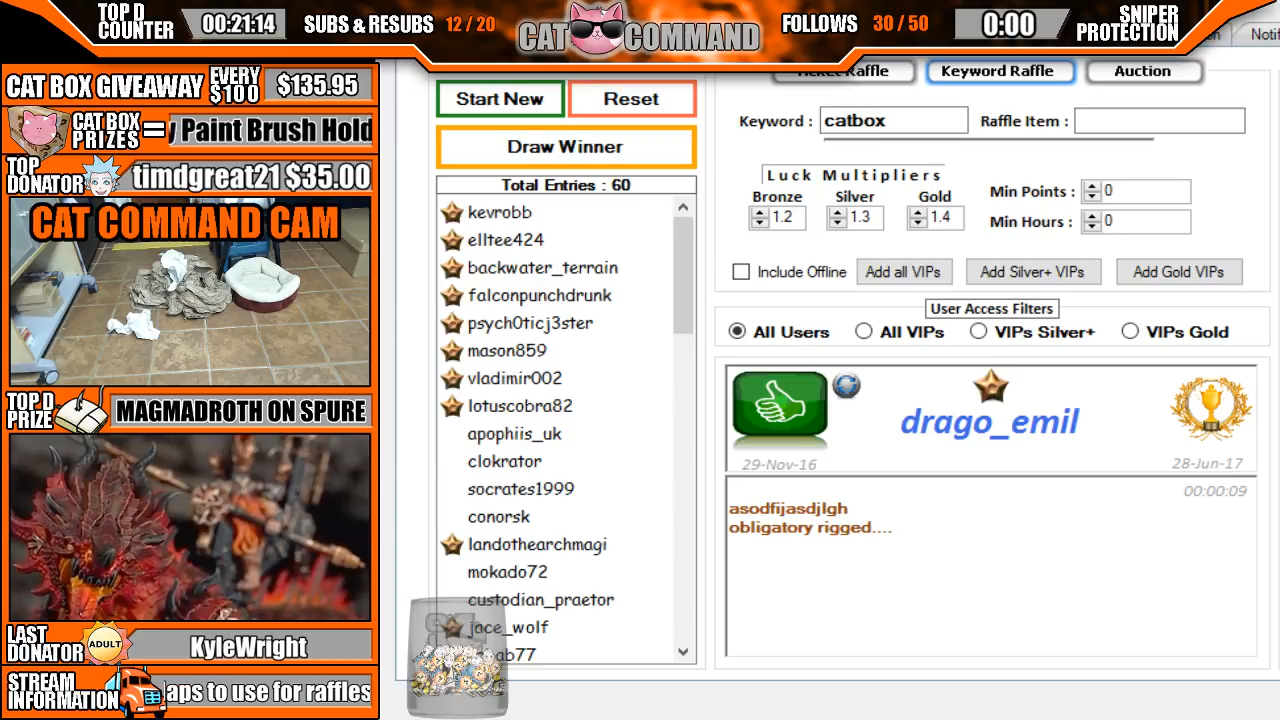 TOP D
COUNTER
00:21:14
SUBS & RESUBS 12 / 20
CAT COMMAND
FOLLOWS 30 / 50
0:00
SNIPER
PROTECTION
Notif
CAT BOX GIVEAWAY EVERY
$100
$135.95
CAT BOX
PRIZES = Paint Brush Hold
TOP
DONATOR
timdgreat21 $35.00
CAT COMMAND CAM
TOP D
PRIZE
MAGMADROTH ON SPURE
LAST
DONATOR
ADULT
KyleWright
STREAM
INFORMATION
aps to use for raffles
Start New
Reset
Draw Winner
Total Entries : 60
kevrobb
elltee424
backwater_terrain
falconpunchdrunk
psych0ticj3ster
mason859
vladimir002
lotuscobra82
apophiis_uk
clokrator
socrates1999
conorsk
landothearchmagi
mokado72
custodian_praetor
jace_wolf
ab77
Ticket Raffle
Keyword Raffle
Auction
Keyword : catbox
Raffle Item :
Luck Multipliers
Bronze Silver Gold
1.2 1.3 1.4
Min Points : 0
Min Hours : 0
Include Offline
Add all VIPs
Add Silver+ VIPs
Add Gold VIPs
User Access Filters
All Users
All VIPs
VIPs Silver+
VIPs Gold
drago_emil
29-Nov-16
28-Jun-17
00:00:09
asodfijasdjlgh
obligatory rigged....